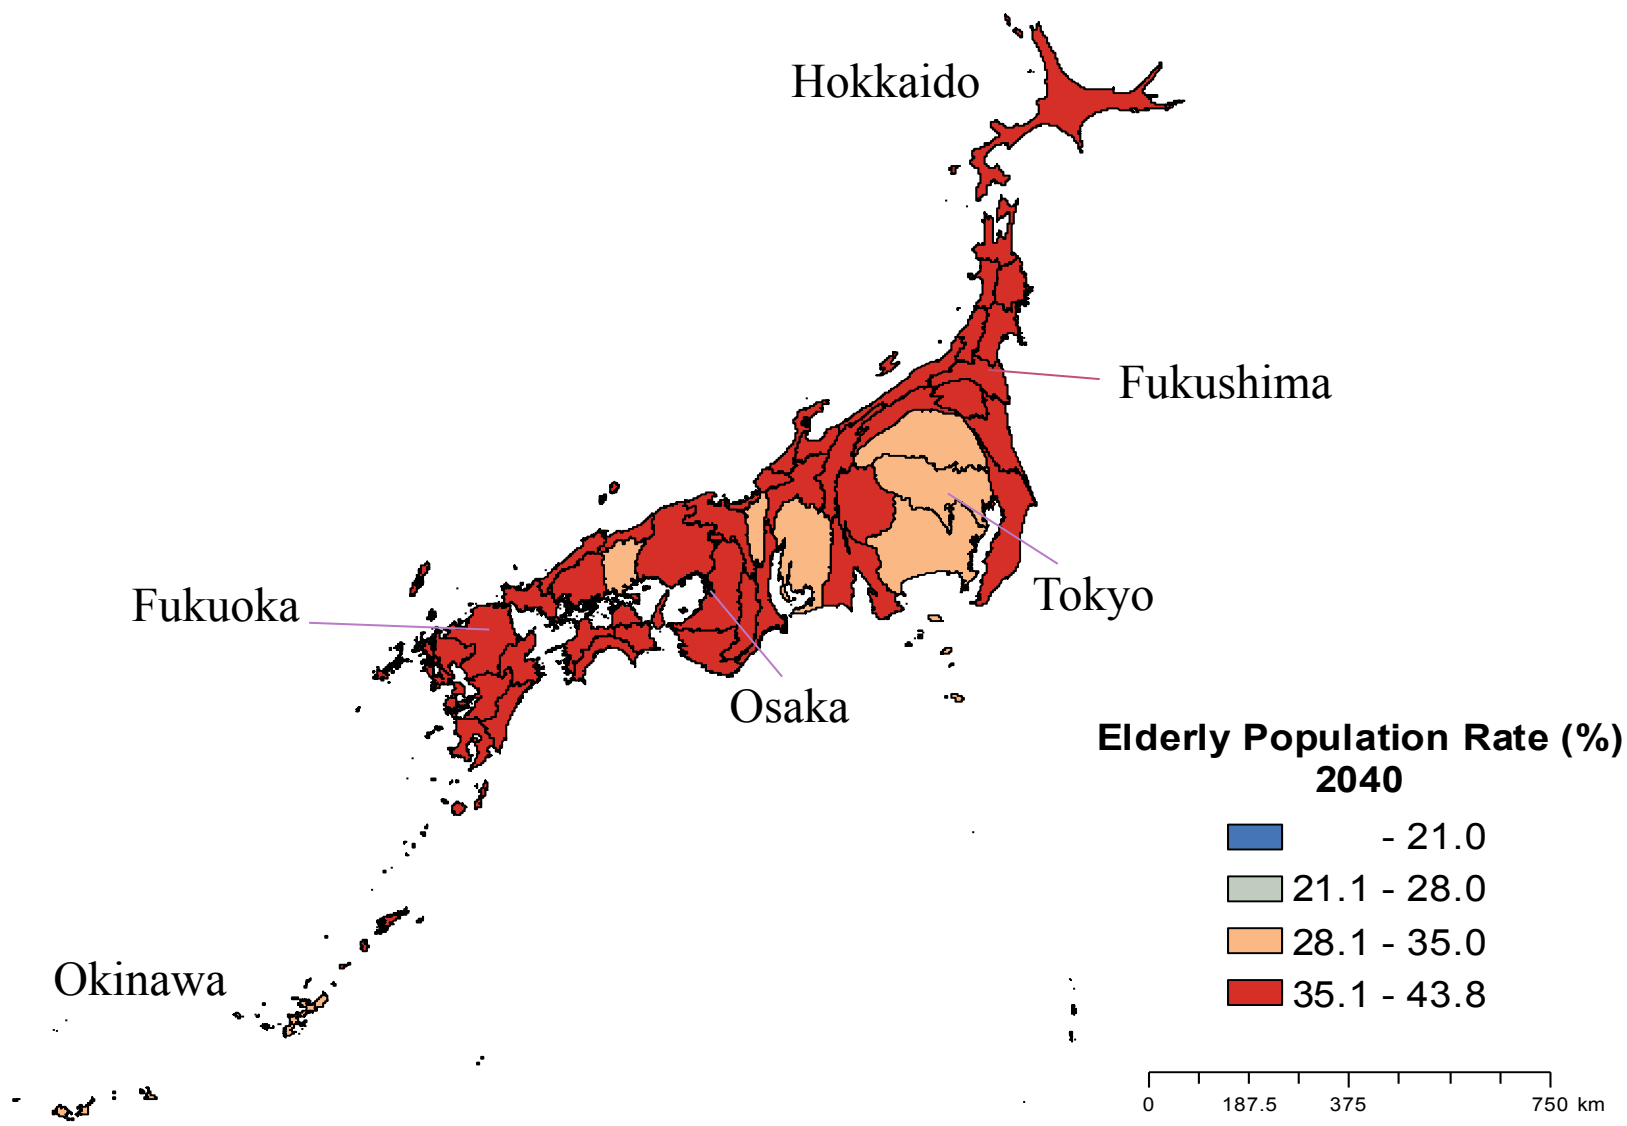 Hokkaido
Fukushima
Fukuoka
Tokyo
Osaka
Elderly Population Rate (%)
2040
- 21.0
21.1 - 28.0
28.1 - 35.0
35.1 - 43.8
Okinawa
0 187.5 375 750 km